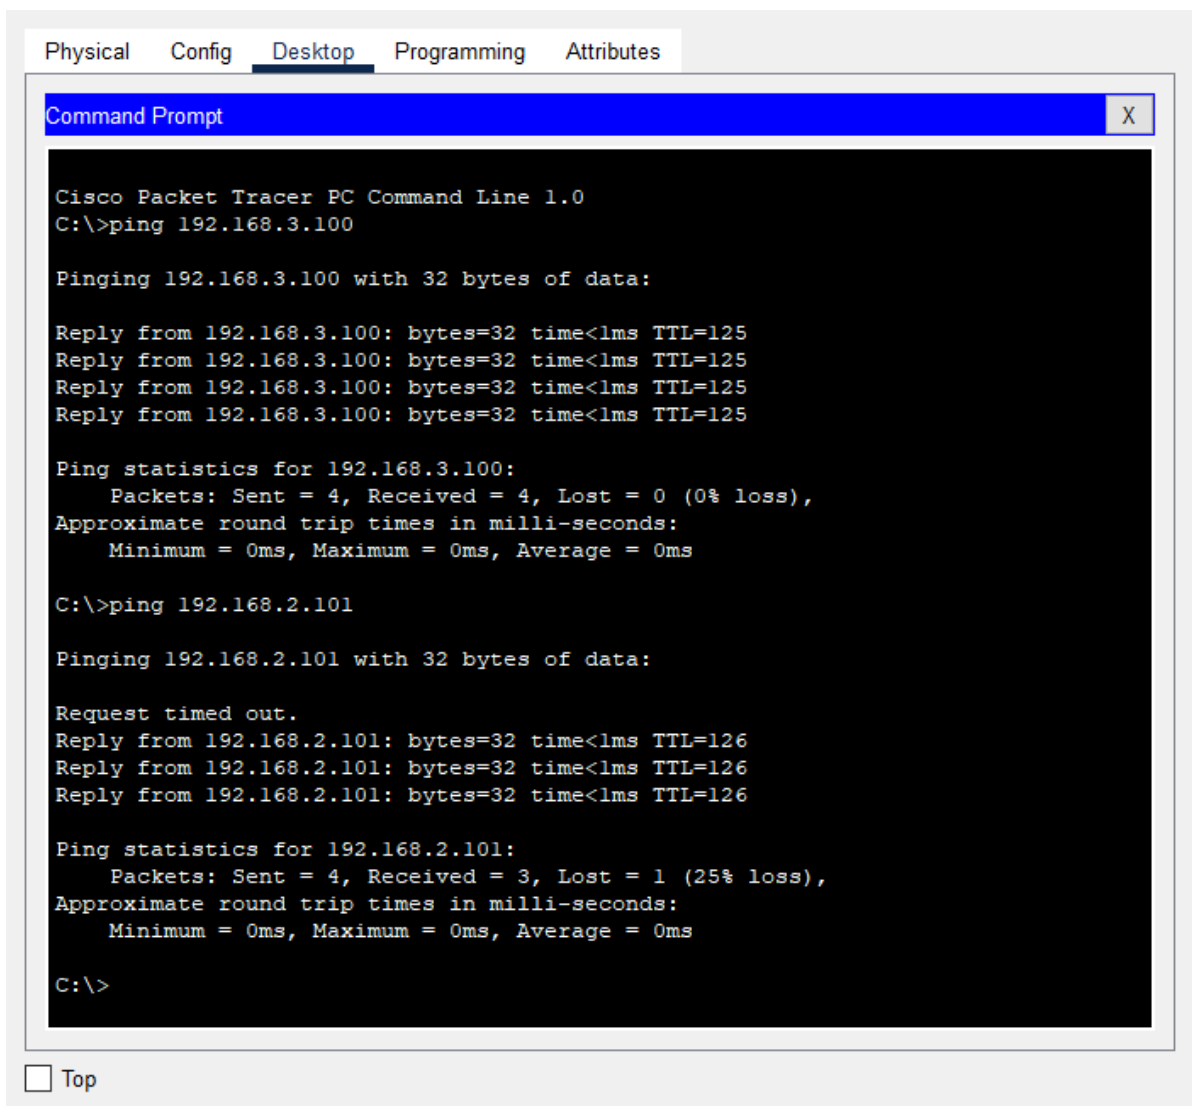 Physical Config Desktop Programming Attributes
Command Prompt X
Cisco Packet Tracer PC Command Line 1.0
C:\>ping 192.168.3.100
Pinging 192.168.3.100 with 32 bytes of data:
Reply from 192.168.3.100: bytes=32 time<1ms TTL=125
Reply from 192.168.3.100: bytes=32 time<1ms TTL=125
Reply from 192.168.3.100: bytes=32 time<1ms TTL=125
Reply from 192.168.3.100: bytes=32 time<1ms TTL=125
Ping statistics for 192.168.3.100:
    Packets: Sent = 4, Received = 4, Lost = 0 (0% loss),
Approximate round trip times in milli-seconds:
    Minimum = 0ms, Maximum = 0ms, Average = 0ms
C:\>ping 192.168.2.101
Pinging 192.168.2.101 with 32 bytes of data:
Request timed out.
Reply from 192.168.2.101: bytes=32 time<1ms TTL=126
Reply from 192.168.2.101: bytes=32 time<1ms TTL=126
Reply from 192.168.2.101: bytes=32 time<1ms TTL=126
Ping statistics for 192.168.2.101:
    Packets: Sent = 4, Received = 3, Lost = 1 (25% loss),
Approximate round trip times in milli-seconds:
    Minimum = 0ms, Maximum = 0ms, Average = 0ms
C:\>
Top